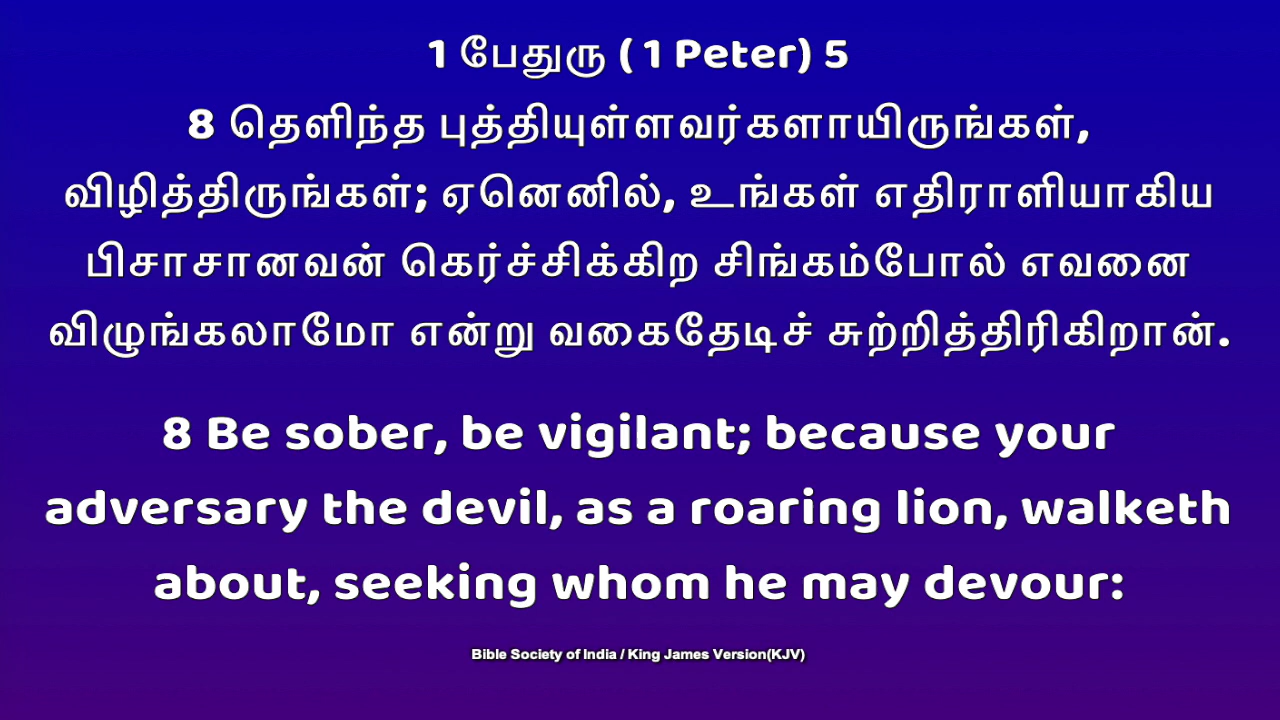 1 பேதுரு ( 1 Peter) 5
8 தெளிந்த புத்தியுள்ளவர்களாயிருங்கள்,
விழித்திருங்கள்; ஏனெனில், உங்கள் எதிராளியாகிய
பிசாசானவன் கெர்ச்சிக்கிற சிங்கம்போல் எவனை
விழுங்கலாமோ என்று வகைதேடிச் சுற்றித்திரிகிறான்.
8 Be sober, be vigilant; because your
adversary the devil, as a roaring lion, walketh
about, seeking whom he may devour:
Bible Society of India / King James Version(KJV)